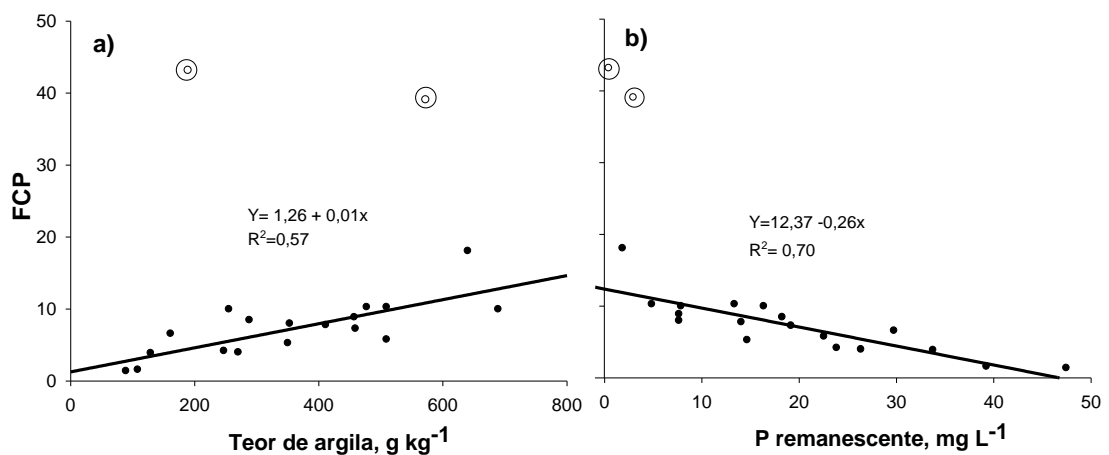 a)
FCP
50
40
30
20
10
0
Y= 1,26 + 0,01x
R²=0,57
0 200 400 600 800
Teor de argila, g kg⁻¹
b)
Y=12,37 -0,26x
R²= 0,70
0 10 20 30 40 50
P remanescente, mg L⁻¹